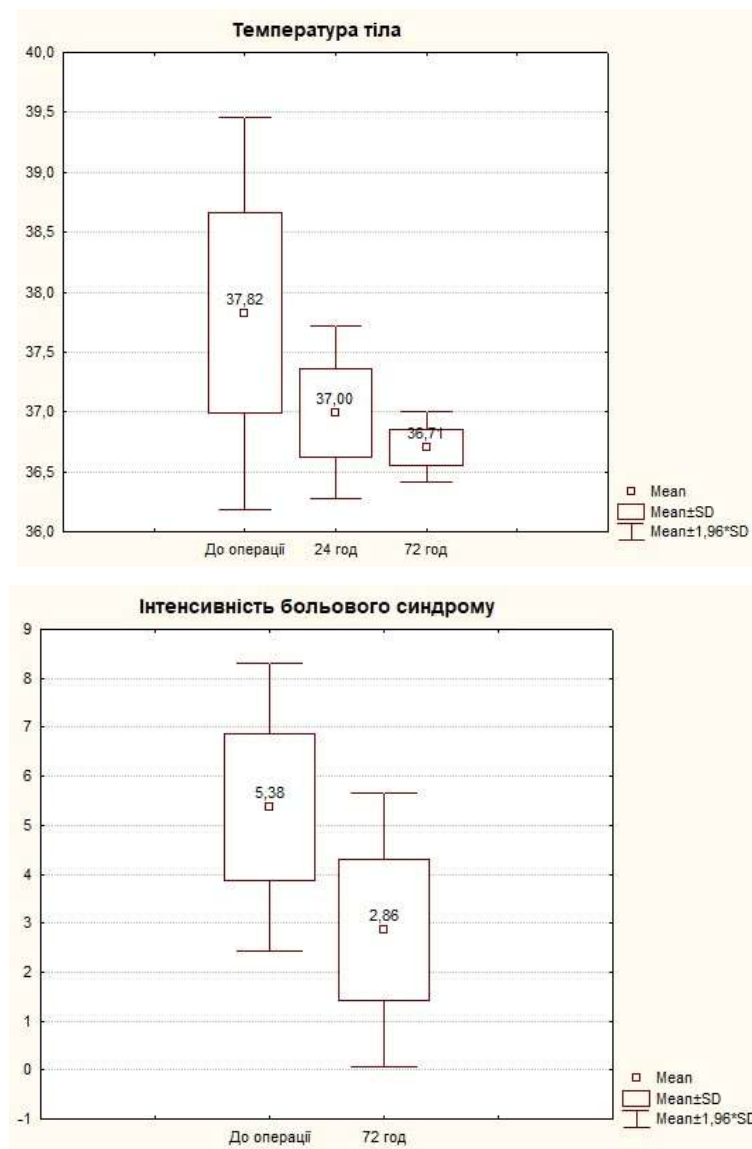 Температура тіла
40,0
39,5
39,0
38,5
38,0
37,5
37,0
36,5
36,0
37,82
37,00
36,71
До операції 24 год 72 год
Mean
Mean±SD
Mean±1,96*SD
Інтенсивність больового синдрому
9
8
7
6
5
4
3
2
1
0
-1
5,38
2,86
До операції 72 год
Mean
Mean±SD
Mean±1,96*SD